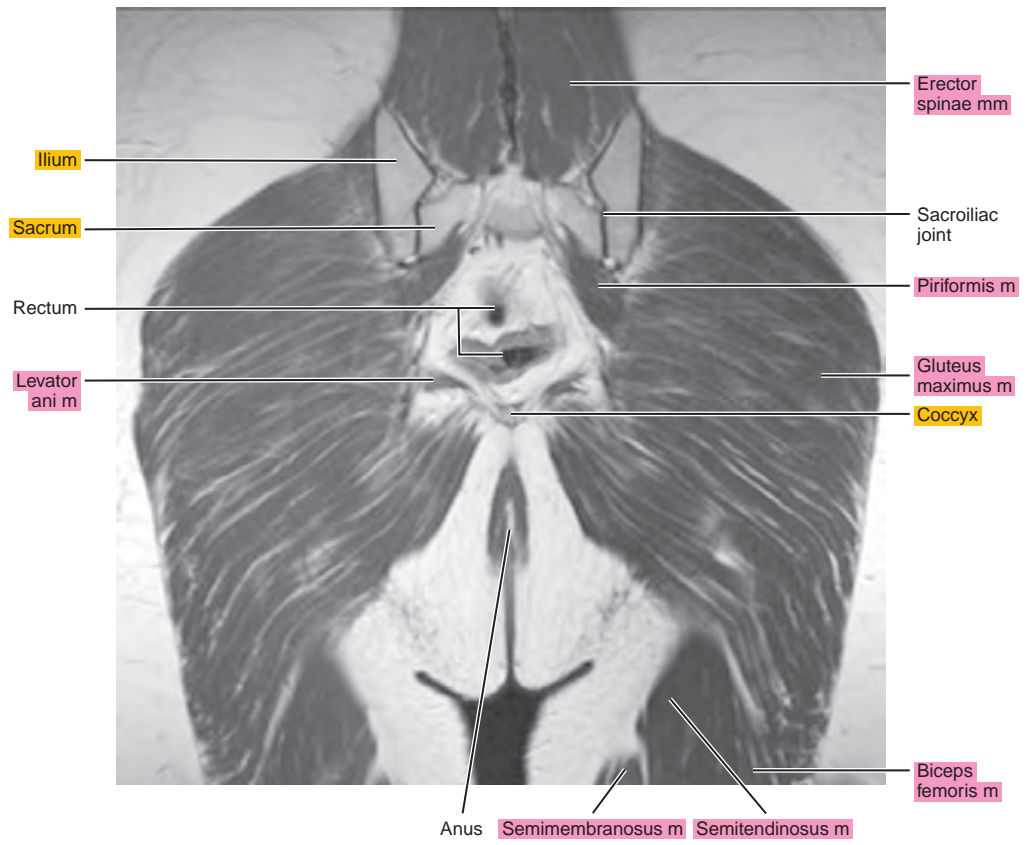 Erector
spinae mm
Ilium
Sacrum
Sacroiliac
joint
Piriformis m
Rectum
Levator
ani m
Gluteus
maximus m
Coccyx
Biceps
femoris m
Anus
Semimembranosus m
Semitendinosus m